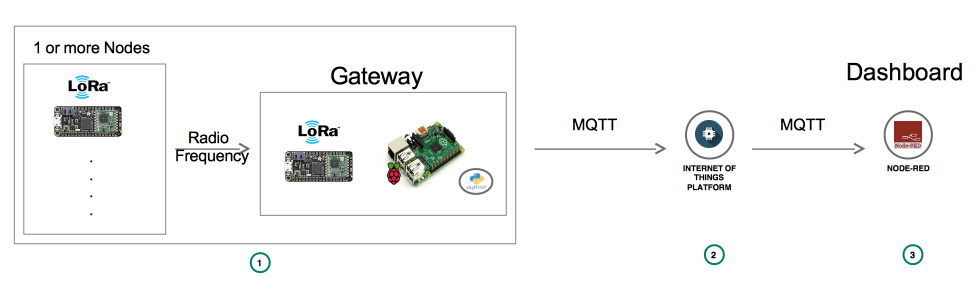 1 or more Nodes
LoRa
Radio
Frequency
Gateway
LoRa
python
MQTT
INTERNET OF
THINGS
PLATFORM
MQTT
Dashboard
Node-RED
NODE-RED
1
2
3